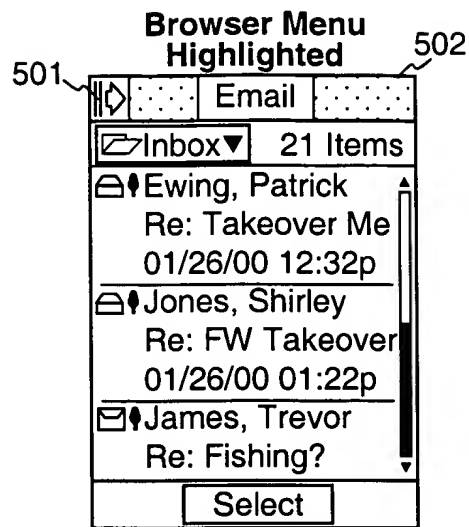 Browser Menu
Highlighted
501
502
Email
Inbox▼ 21 Items
Ewing, Patrick
Re: Takeover Me
01/26/00 12:32p
Jones, Shirley
Re: FW Takeover
01/26/00 01:22p
James, Trevor
Re: Fishing?
Select